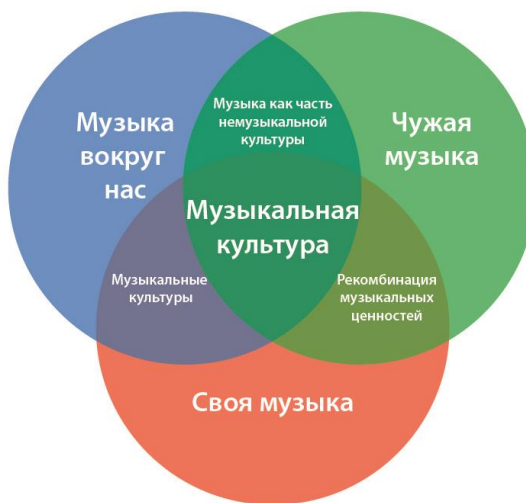 Музыка как часть
немузыкальной
культуры
Музыка
вокруг
нас
Чужая
музыка
Музыкальная
культура
Музыкальные
культуры
Рекомбинация
музыкальных
ценностей
Своя музыка